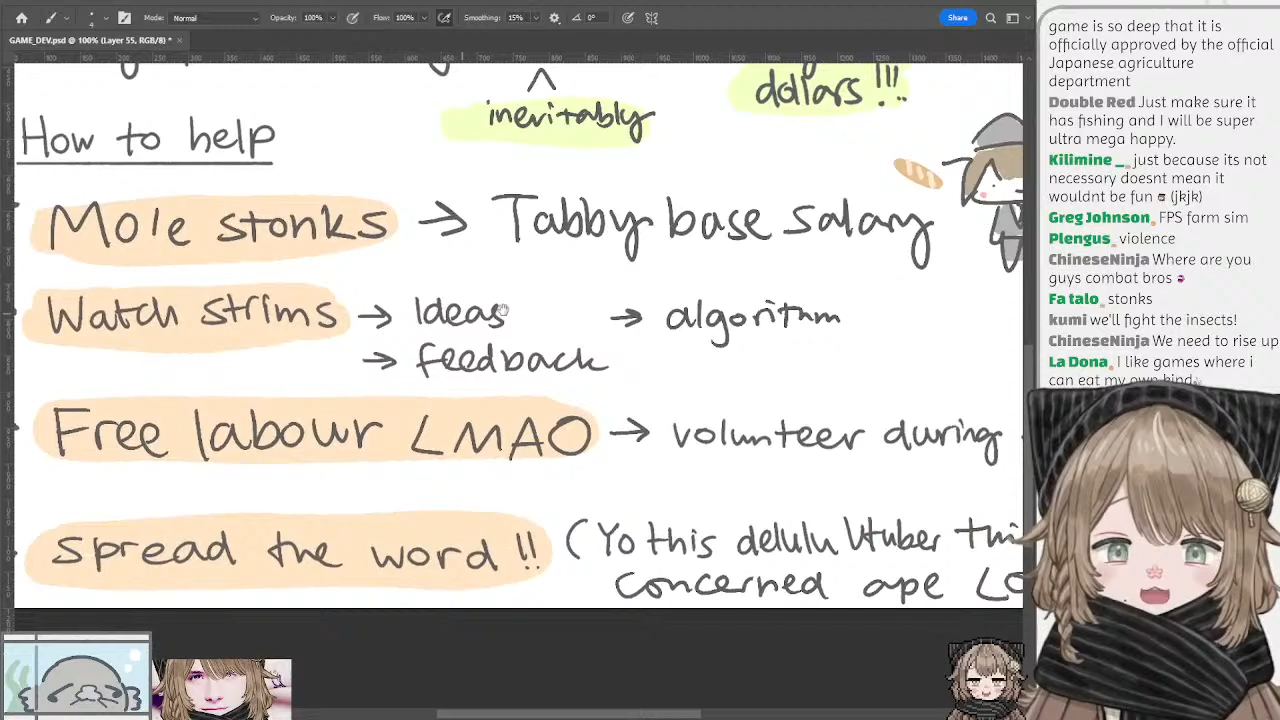 Mode: Normal Opacity: 100% Flow: 100% Smoothing: 15% 0° Share
GAME_DEV.psd @ 100% (Layer 55, RGB/8) *
inevitably
dollars!!!
How to help
Mole stonks → Tabby base salary
Watch strims → Ideas → algoritum
→ feedback
Free labour LMAO → volunteer during
spread the word !! (Yo this delulu Vtuber thi
concerned ape LO
game is so deep that it is
officially appoved by the official
Japanese agriculture
department
Double Red Just make sure it
has fishing and I will be super
ultra mega happy.
Kilimine _ just because its not
necessary doesnt mean it
wouldnt be fun (jkjk)
Greg Johnson FPS farm sim
Plengus violence
ChineseNinja Where are you
guys combat bros
Fa talo stonks
kumi we'll fight the insects!
ChineseNinja We need to rise up
La Dona I like games where i
can eat my own hind